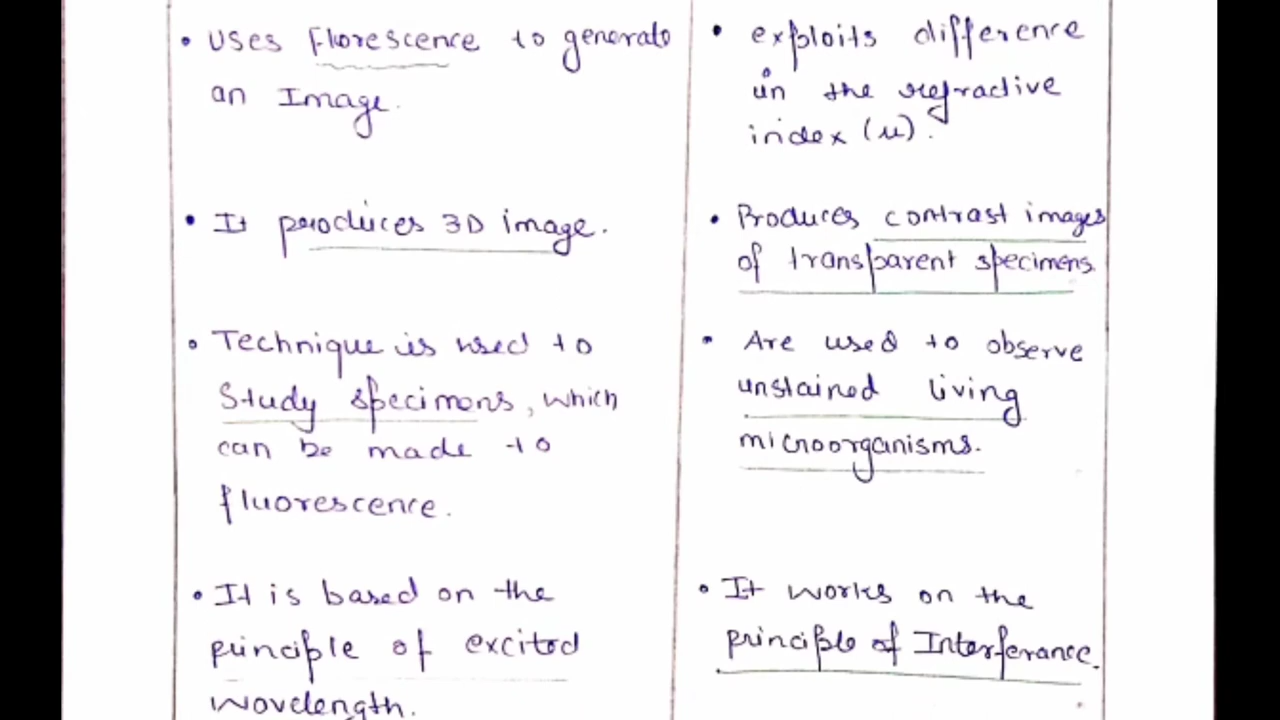 • Uses florescence to generate
an Image.
• It produces 3D image.
• Technique is used to
study specimens, which
can be made to
fluorescence.
• It is based on the
principle of excited
wavelength.
• exploits difference
in the refractive
index (μ).
• Produces contrast images
of transparent specimens.
• Are used to observe
unstained living
microorganisms.
• It works on the
principle of Interferance.